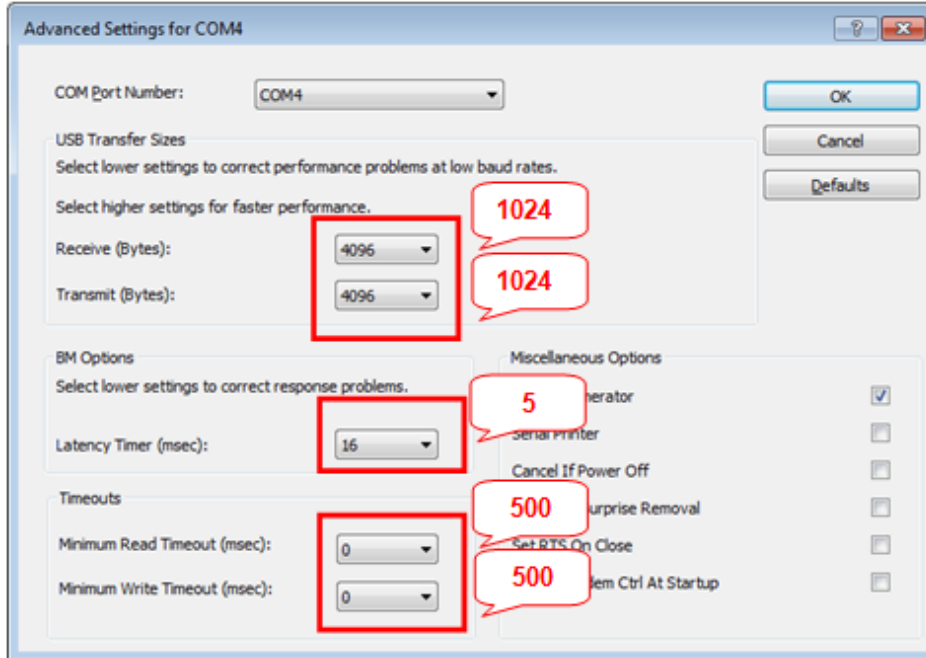 Advanced Settings for COM4
COM Port Number:
COM4
OK
Cancel
Defaults
USB Transfer Sizes
Select lower settings to correct performance problems at low baud rates.
Select higher settings for faster performance.
Receive (Bytes):
4096
1024
Transmit (Bytes):
4096
1024
BM Options
Select lower settings to correct response problems.
Latency Timer (msec):
16
5
Timeouts
Minimum Read Timeout (msec):
0
500
Minimum Write Timeout (msec):
0
500
Miscellaneous Options
Serial Printer
Cancel If Power Off
urprise Removal
Set RTS On Close
Ctrl At Startup